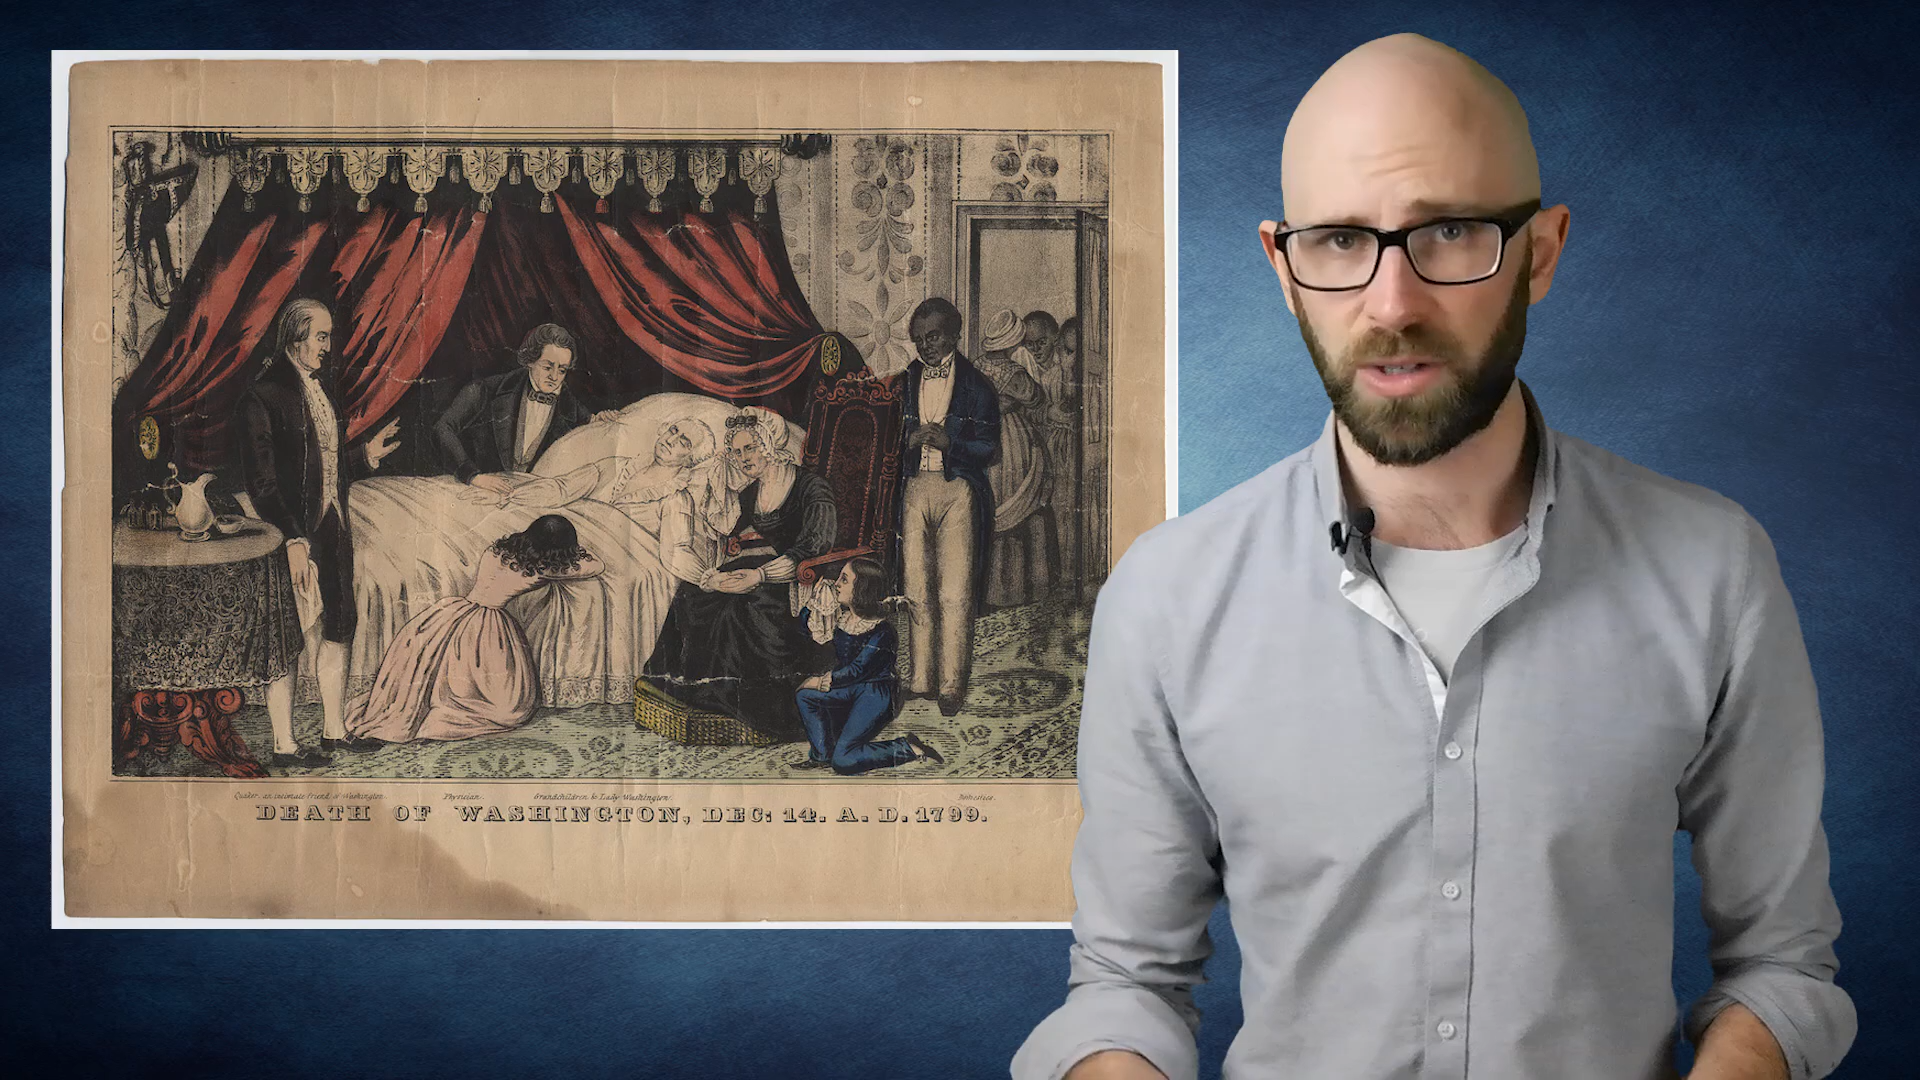 Quaker, an intimate friend of Washington. Physician. Grandchildren & Lady Washington. Domestics.
DEATH OF WASHINGTON, DEC: 14. A. D. 1799.